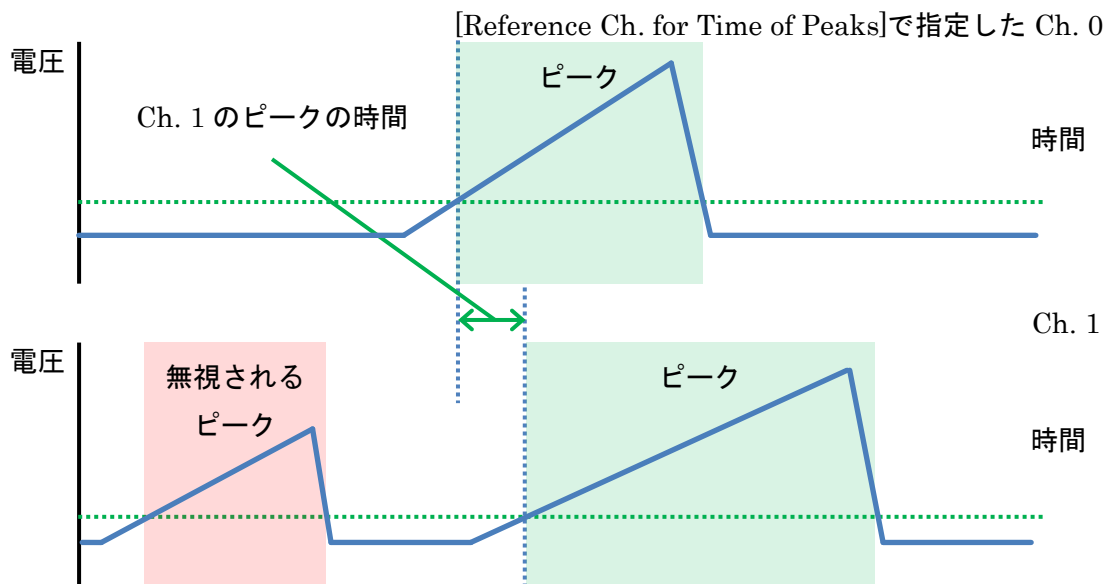 [Reference Ch. for Time of Peaks]で指定した Ch. 0
電圧
ピーク
Ch. 1 のピークの時間
時間
Ch. 1
電圧
無視される
ピーク
ピーク
時間